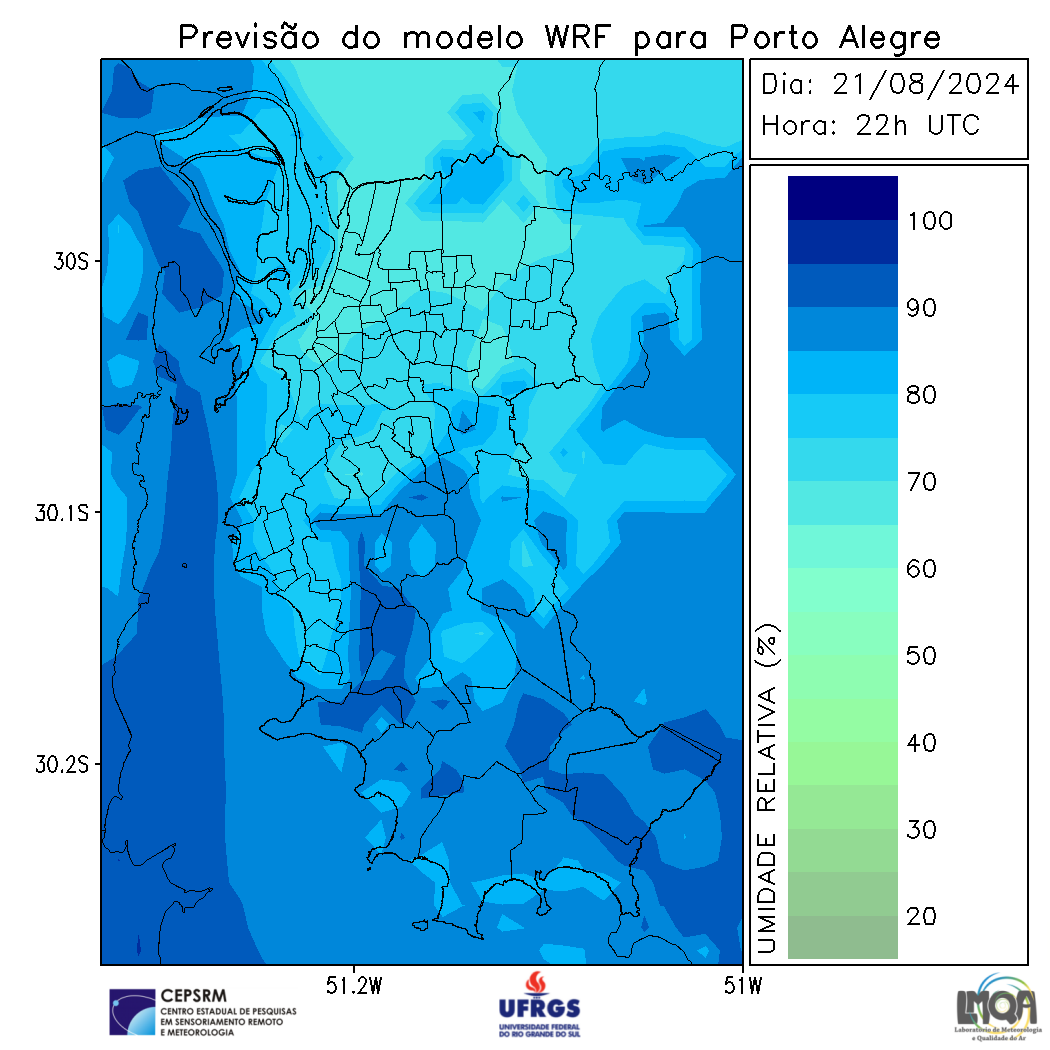 Previsão do modelo WRF para Porto Alegre
Dia: 21/08/2024
Hora: 22h UTC
30S
30.1S
30.2S
51.2W
51W
100
90
80
70
60
50
40
30
20
UMIDADE RELATIVA (%)
CEPSRM
CENTRO ESTADUAL DE PESQUISAS
EM SENSORIAMENTO REMOTO
E METEOROLOGIA
UFRGS
UNIVERSIDADE FEDERAL
DO RIO GRANDE DO SUL
LMQA
Laboratório de Meteorologia
e Qualidade do Ar